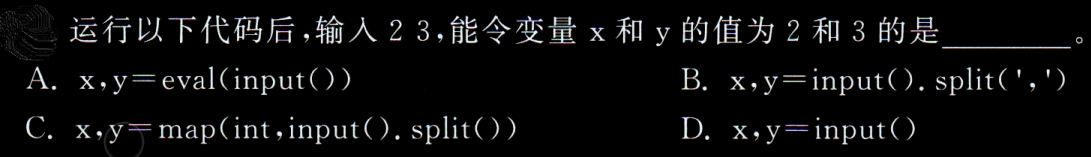 运行以下代码后,输入 2 3,能令变量 x 和 y 的值为 2 和 3 的是________。
A. x,y=eval(input()) B. x,y=input().split(',')
C. x,y=map(int,input().split()) D. x,y=input()